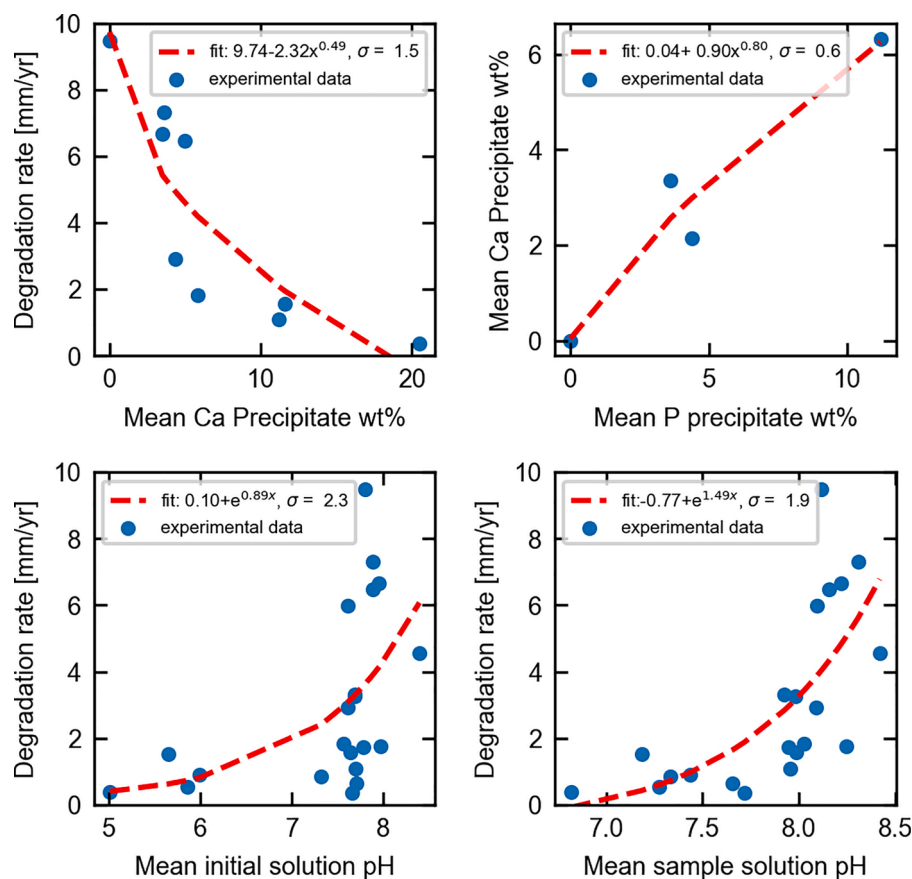 10
8
6
4
2
0
Degradation rate [mm/yr]
fit: 9.74-2.32x^0.49, σ = 1.5
experimental data
0 10 20
Mean Ca Precipitate wt%
6
4
2
0
Mean Ca Precipitate wt%
fit: 0.04+ 0.90x^0.80, σ = 0.6
experimental data
0 5 10
Mean P precipitate wt%
10
8
6
4
2
0
Degradation rate [mm/yr]
fit: 0.10+e^0.89x, σ = 2.3
experimental data
5 6 7 8
Mean initial solution pH
10
8
6
4
2
0
Degradation rate [mm/yr]
fit:-0.77+e^1.49x, σ = 1.9
experimental data
7.0 7.5 8.0 8.5
Mean sample solution pH